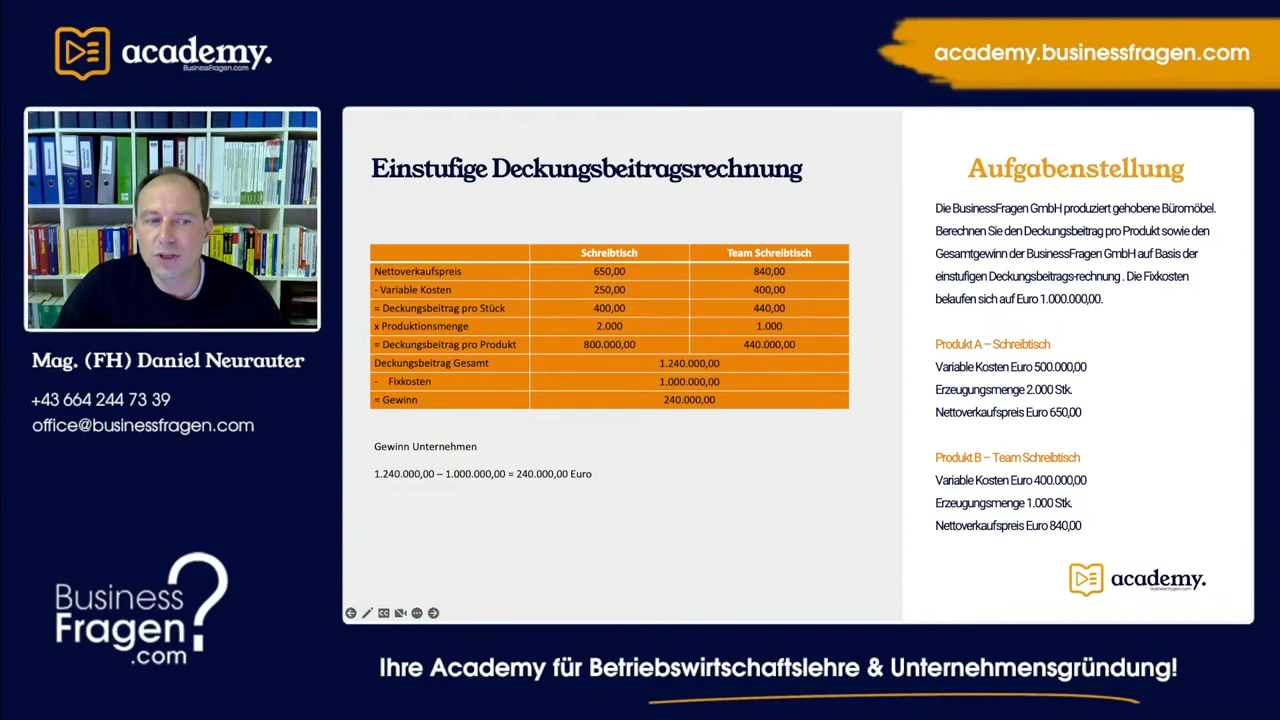 academy.
BusinessFragen.com
academy.businessfragen.com
Mag. (FH) Daniel Neurauter
+43 664 244 73 39
office@businessfragen.com
Business
Fragen
.com
?
Einstufige Deckungsbeitragsrechnung
Schreibtisch Team Schreibtisch
Nettoverkaufspreis 650,00 840,00
- Variable Kosten 250,00 400,00
= Deckungsbeitrag pro Stück 400,00 440,00
x Produktionsmenge 2.000 1.000
= Deckungsbeitrag pro Produkt 800.000,00 440.000,00
Deckungsbeitrag Gesamt 1.240.000,00
- Fixkosten 1.000.000,00
= Gewinn 240.000,00
Gewinn Unternehmen
1.240.000,00 – 1.000.000,00 = 240.000,00 Euro
Aufgabenstellung
Die BusinessFragen GmbH produziert gehobene Büromöbel.
Berechnen Sie den Deckungsbeitrag pro Produkt sowie den
Gesamtgewinn der BusinessFragen GmbH auf Basis der
einstufigen Deckungsbeitrags-rechnung . Die Fixkosten
belaufen sich auf Euro 1.000.000,00.
Produkt A – Schreibtisch
Variable Kosten Euro 500.000,00
Erzeugungsmenge 2.000 Stk.
Nettoverkaufspreis Euro 650,00
Produkt B – Team Schreibtisch
Variable Kosten Euro 400.000,00
Erzeugungsmenge 1.000 Stk.
Nettoverkaufspreis Euro 840,00
academy.
BusinessFragen.com
Ihre Academy für Betriebswirtschaftslehre & Unternehmensgründung!